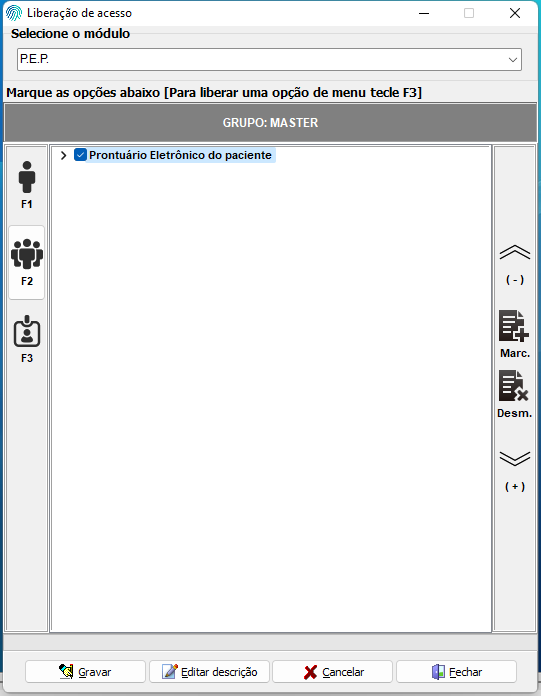 Liberação de acesso
Selecione o módulo
P.E.P.
Marque as opções abaixo [Para liberar uma opção de menu tecle F3]
GRUPO: MASTER
Prontuário Eletrônico do paciente
F1
F2
F3
( - )
Marc.
Desm.
( + )
Gravar
Editar descrição
Cancelar
Fechar